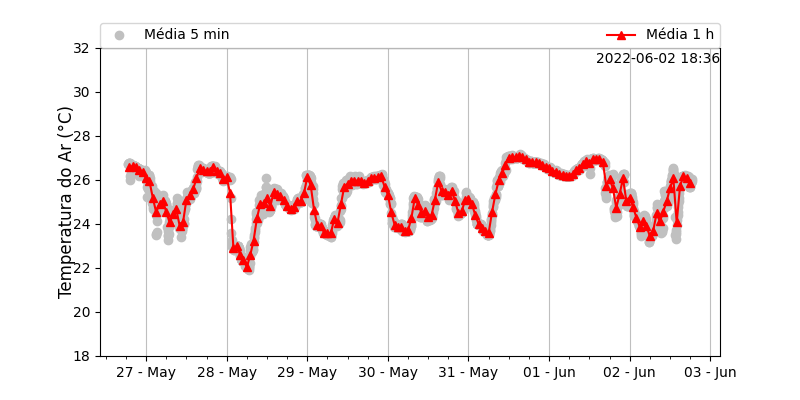 Média 5 min
Média 1 h
2022-06-02 18:36
Temperatura do Ar (°C)
32
30
28
26
24
22
20
18
27 - May
28 - May
29 - May
30 - May
31 - May
01 - Jun
02 - Jun
03 - Jun